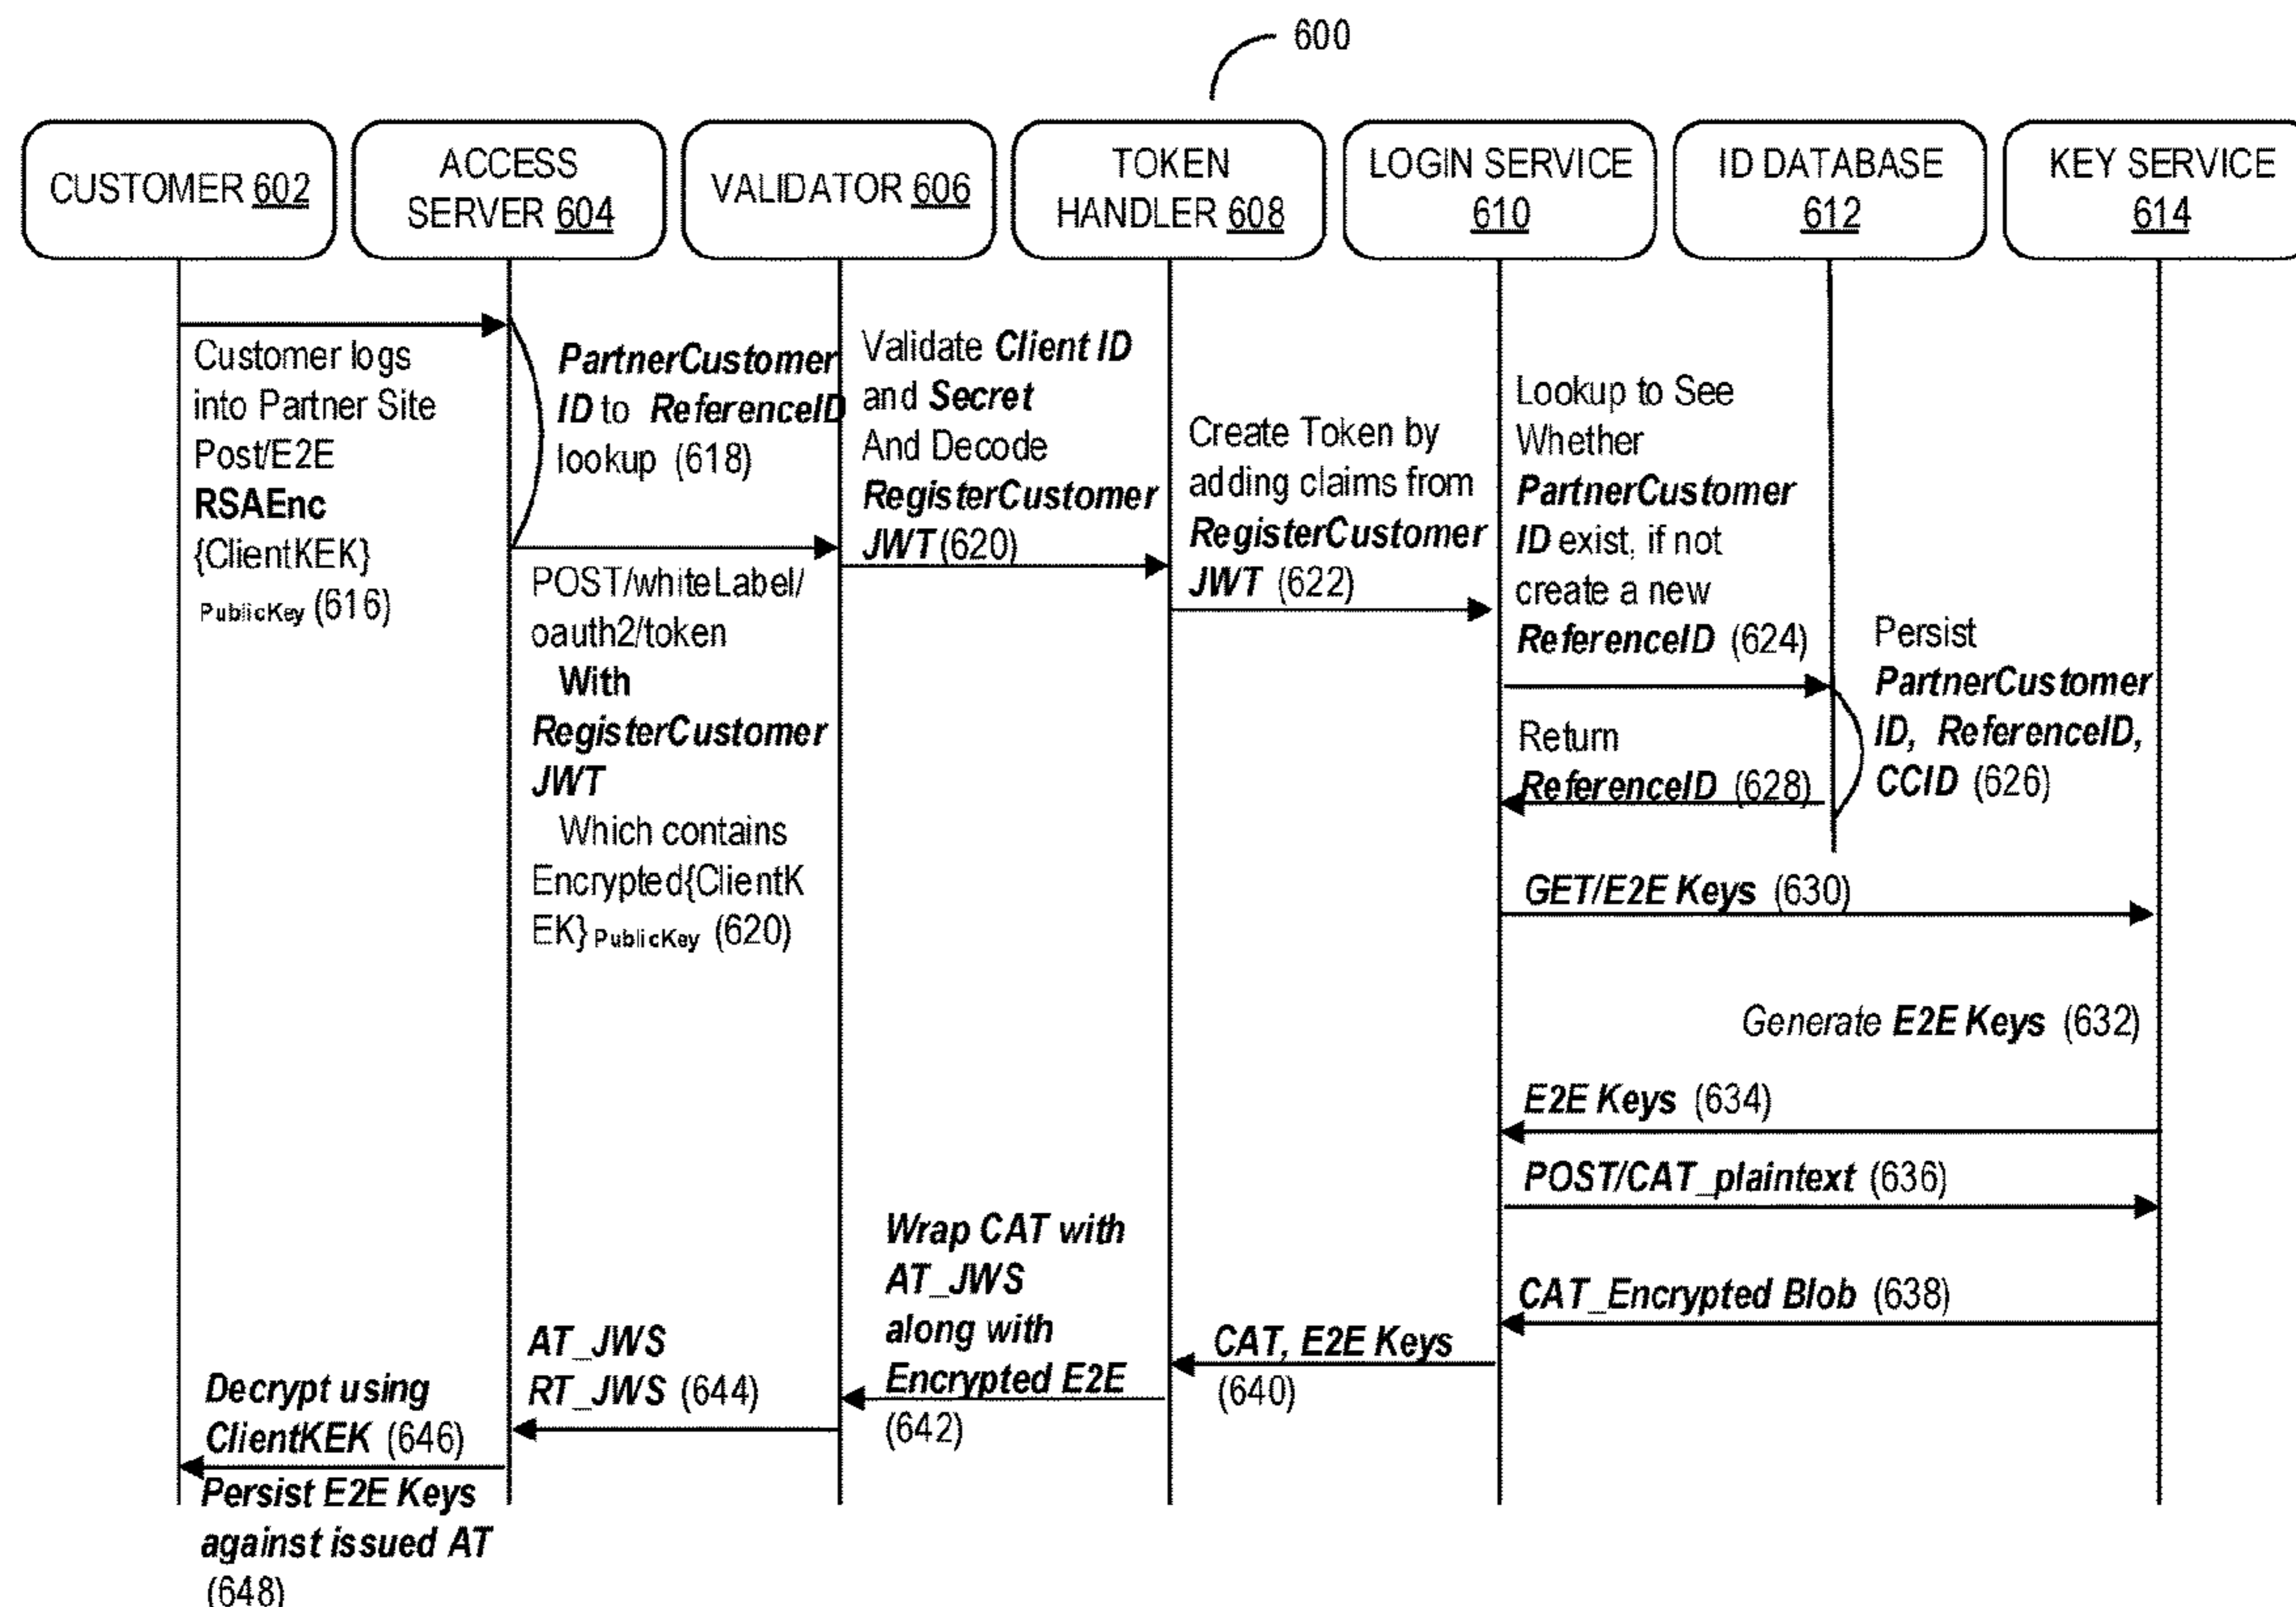 600
CUSTOMER 602
ACCESS
SERVER 604
VALIDATOR 606
TOKEN
HANDLER 608
LOGIN SERVICE
610
ID DATABASE
612
KEY SERVICE
614
Customer logs
into Partner Site
Post/E2E
RSAEnc
{ClientKEK}
PublicKey (616)
PartnerCustomer
ID to ReferenceID
lookup (618)
POST/whiteLabel/
oauth2/token
With
RegisterCustomer
JWT
Which contains
Encrypted{ClientK
EK} PublicKey (620)
Validate Client ID
and Secret
And Decode
RegisterCustomer
JWT(620)
Create Token by
adding claims from
RegisterCustomer
JWT (622)
Lookup to See
Whether
PartnerCustomer
ID exist, if not
create a new
ReferenceID (624)
Persist
PartnerCustomer
ID, ReferenceID,
CCID (626)
Return
ReferenceID (628)
GET/E2E Keys (630)
Generate E2E Keys (632)
E2E Keys (634)
POST/CAT_plaintext (636)
CAT_Encrypted Blob (638)
CAT, E2E Keys
(640)
Wrap CAT with
AT_JWS
along with
Encrypted E2E
(642)
AT_JWS
RT_JWS (644)
Decrypt using
ClientKEK (646)
Persist E2E Keys
against issued AT
(648)